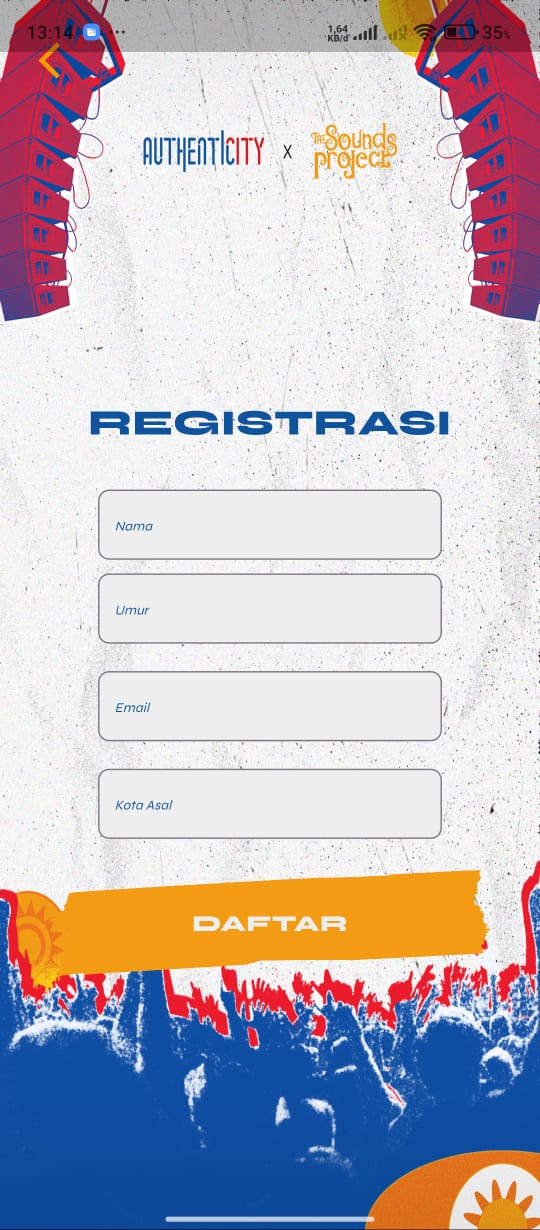 13:14 ... 1,64 KB/d 35%
AUTHENTICITY X The Sounds project
REGISTRASI
Nama
Umur
Email
Kota Asal
DAFTAR